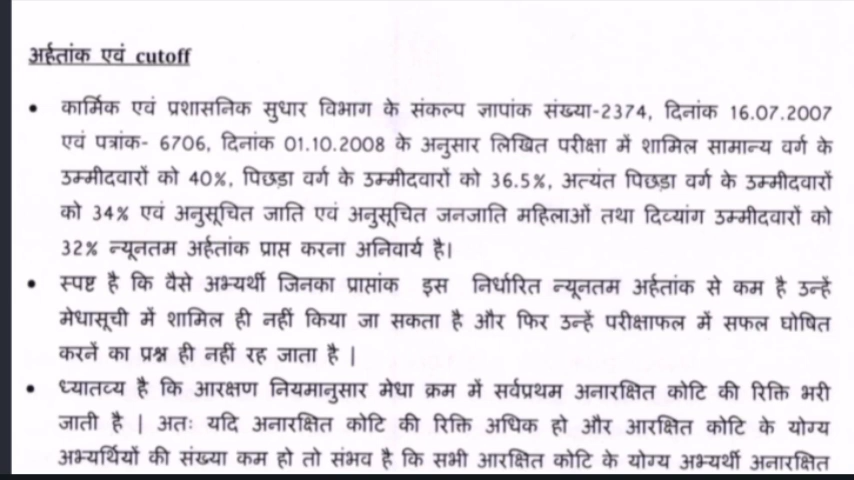 अर्हतांक एवं cutoff
• कार्मिक एवं प्रशासनिक सुधार विभाग के संकल्प ज्ञापांक संख्या-2374, दिनांक 16.07.2007
एवं पत्रांक- 6706, दिनांक 01.10.2008 के अनुसार लिखित परीक्षा में शामिल सामान्य वर्ग के
उम्मीदवारों को 40%, पिछड़ा वर्ग के उम्मीदवारों को 36.5%, अत्यंत पिछड़ा वर्ग के उम्मीदवारों
को 34% एवं अनुसूचित जाति एवं अनुसूचित जनजाति महिलाओं तथा दिव्यांग उम्मीदवारों को
32% न्यूनतम अर्हतांक प्राप्त करना अनिवार्य है।
• स्पष्ट है कि वैसे अभ्यर्थी जिनका प्राप्तांक इस निर्धारित न्यूनतम अर्हतांक से कम है उन्हें
मेधासूची में शामिल ही नहीं किया जा सकता है और फिर उन्हें परीक्षाफल में सफल घोषित
करनें का प्रश्न ही नहीं रह जाता है |
• ध्यातव्य है कि आरक्षण नियमानुसार मेधा क्रम में सर्वप्रथम अनारक्षित कोटि की रिक्ति भरी
जाती है | अतः यदि अनारक्षित कोटि की रिक्ति अधिक हो और आरक्षित कोटि के योग्य
अभ्यर्थियों की संख्या कम हो तो संभव है कि सभी आरक्षित कोटि के योग्य अभ्यर्थी अनारक्षित